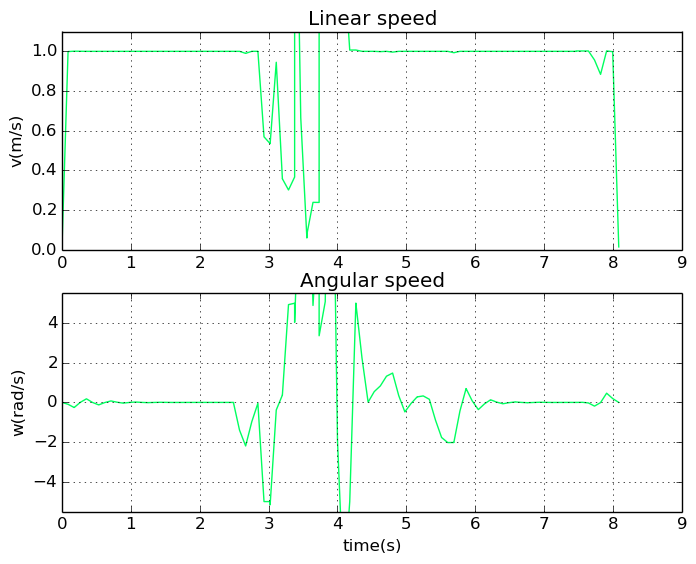 Linear speed
v(m/s)
1.0
0.8
0.6
0.4
0.2
0.0
0 1 2 3 4 5 6 7 8 9
Angular speed
w(rad/s)
4
2
0
−2
−4
0 1 2 3 4 5 6 7 8 9
time(s)